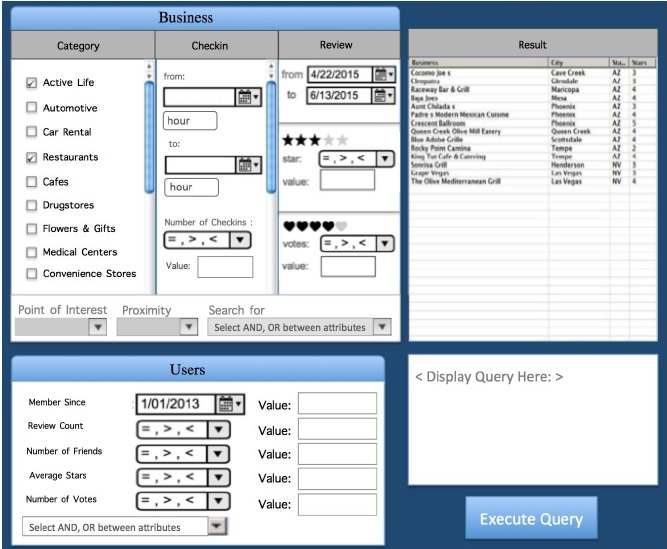 Business
Category
Checkin
Review
Active Life
Automotive
Car Rental
Restaurants
Cafes
Drugstores
Flowers & Gifts
Medical Centers
Convenience Stores
from:
hour
to:
hour
Number of Checkins :
= , > , <
Value:
from 4/22/2015
to 6/13/2015
star: = , > , <
value:
votes: = , > , <
value:
Point of Interest Proximity Search for
Select AND, OR between attributes
Result
Business City Sta.. Stars
Cocomo Joe s Cave Creek AZ 3
Cleopatra Glendale AZ 3
Raceway Bar & Grill Maricopa AZ 4
Baja Joes Mesa AZ 4
Aunt Chilada s Phoenix AZ 3
Padre s Modern Mexican Cuisine Phoenix AZ 4
Crescent Ballroom Phoenix AZ 5
Queen Creek Olive Mill Eatery Queen Creek AZ 4
Blue Adobe Grille Scottsdale AZ 4
Rocky Point Cantina Tempe AZ 2
King Tut Cafe & Catering Tempe AZ 4
Sonrisa Grill Henderson NV 3
Grape Vegas Las Vegas NV 3
The Olive Mediterranean Grill Las Vegas NV 4
Users
Member Since : 1/01/2013 Value:
Review Count = , > , < Value:
Number of Friends = , > , < Value:
Average Stars = , > , < Value:
Number of Votes = , > , < Value:
Select AND, OR between attributes
< Display Query Here: >
Execute Query